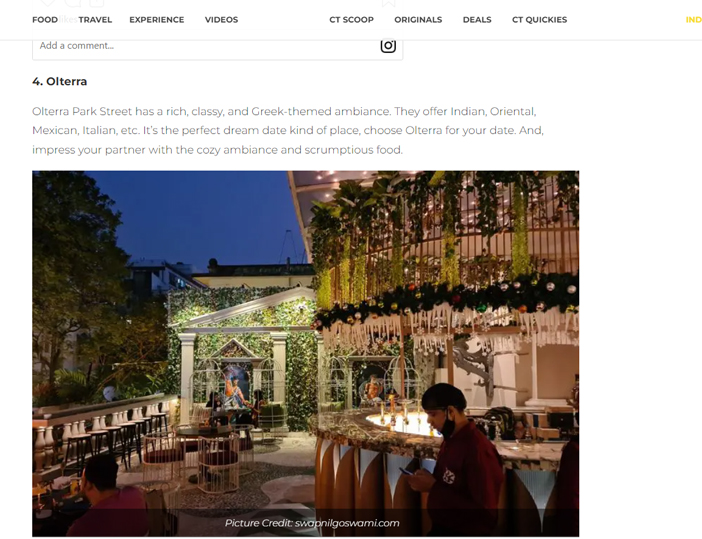 FOOD TRAVEL EXPERIENCE VIDEOS CT SCOOP ORIGINALS DEALS CT QUICKIES IND
Add a comment...
4. Olterra
Olterra Park Street has a rich, classy, and Greek-themed ambiance. They offer Indian, Oriental,
Mexican, Italian, etc. It's the perfect dream date kind of place, choose Olterra for your date. And,
impress your partner with the cozy ambiance and scrumptious food.
Picture Credit: swapnilgoswami.com